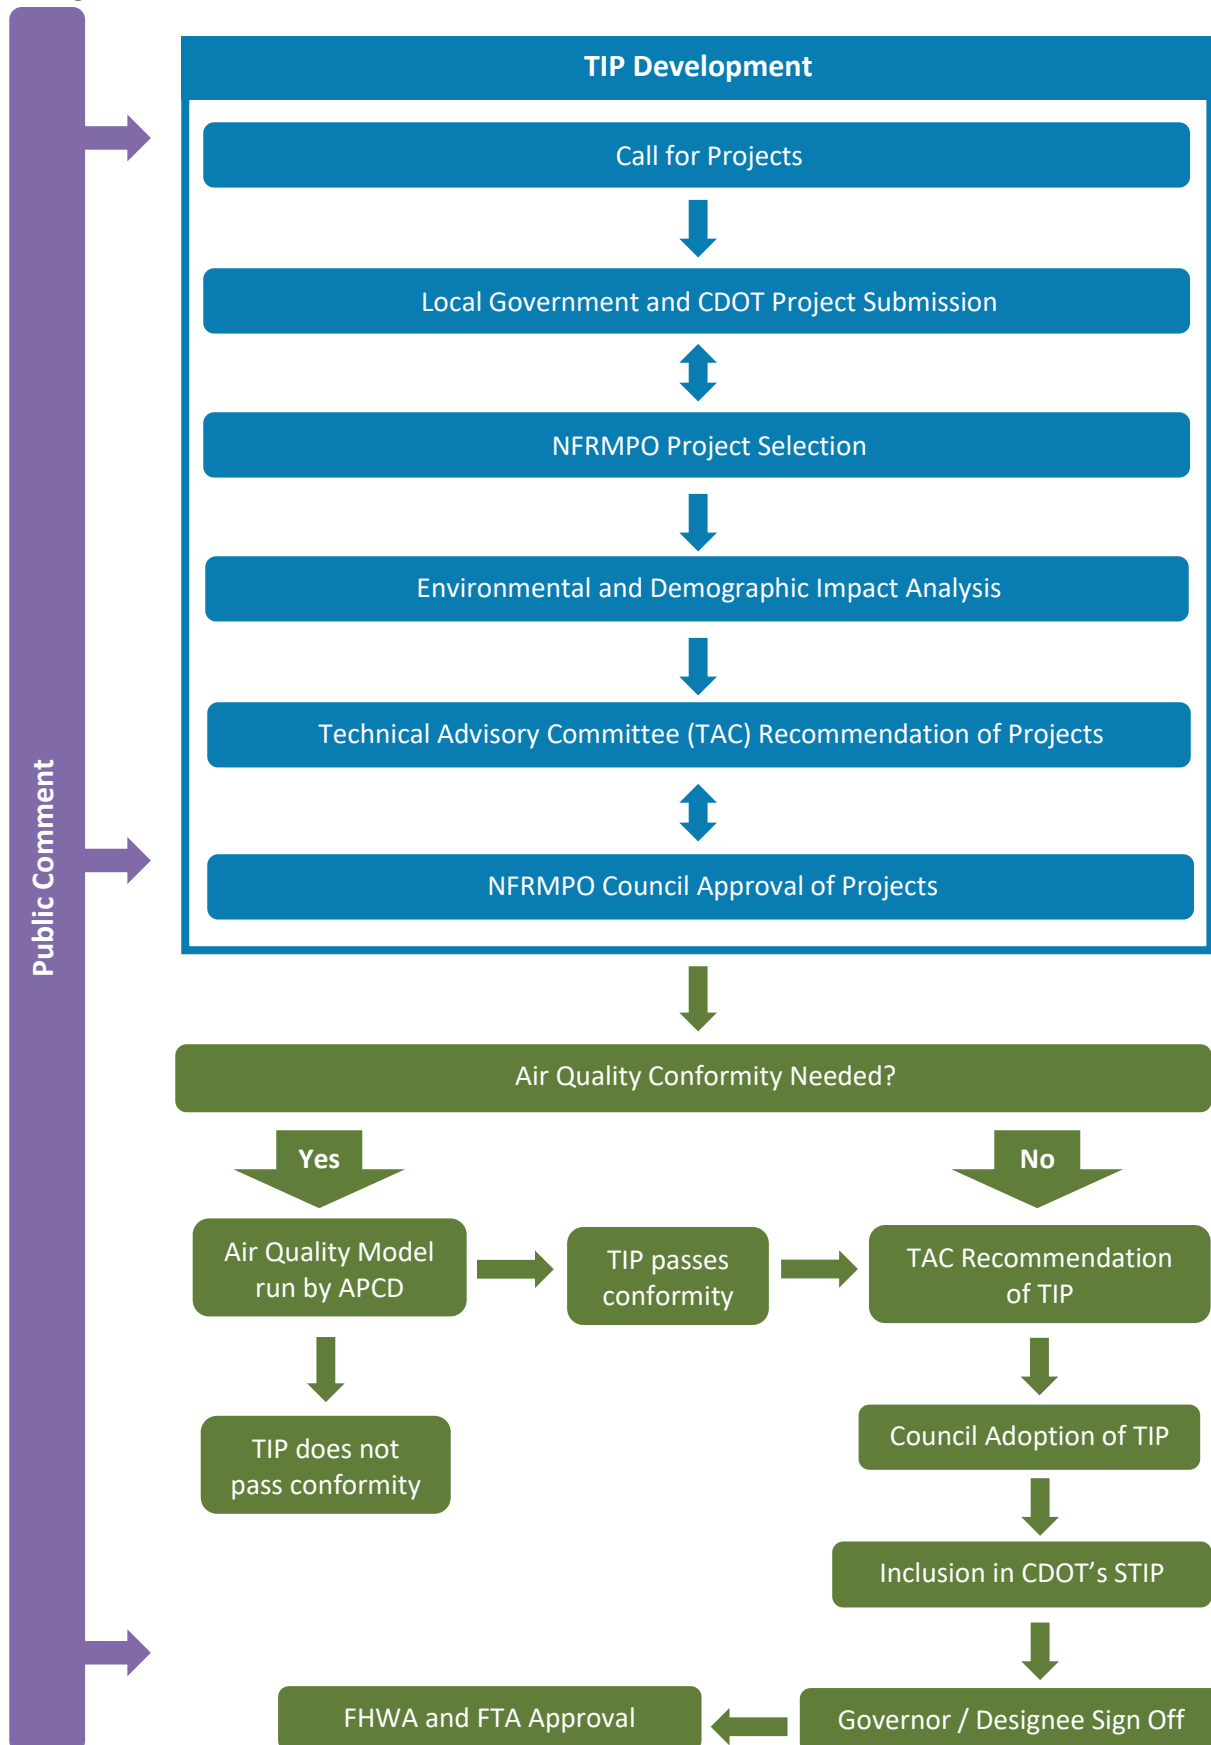 Public Comment
TIP Development
Call for Projects
Local Government and CDOT Project Submission
NFRMPO Project Selection
Environmental and Demographic Impact Analysis
Technical Advisory Committee (TAC) Recommendation of Projects
NFRMPO Council Approval of Projects
Air Quality Conformity Needed?
Yes
No
Air Quality Model
run by APCD
TIP passes
conformity
TAC Recommendation
of TIP
TIP does not
pass conformity
Council Adoption of TIP
Inclusion in CDOT’s STIP
Governor / Designee Sign Off
FHWA and FTA Approval